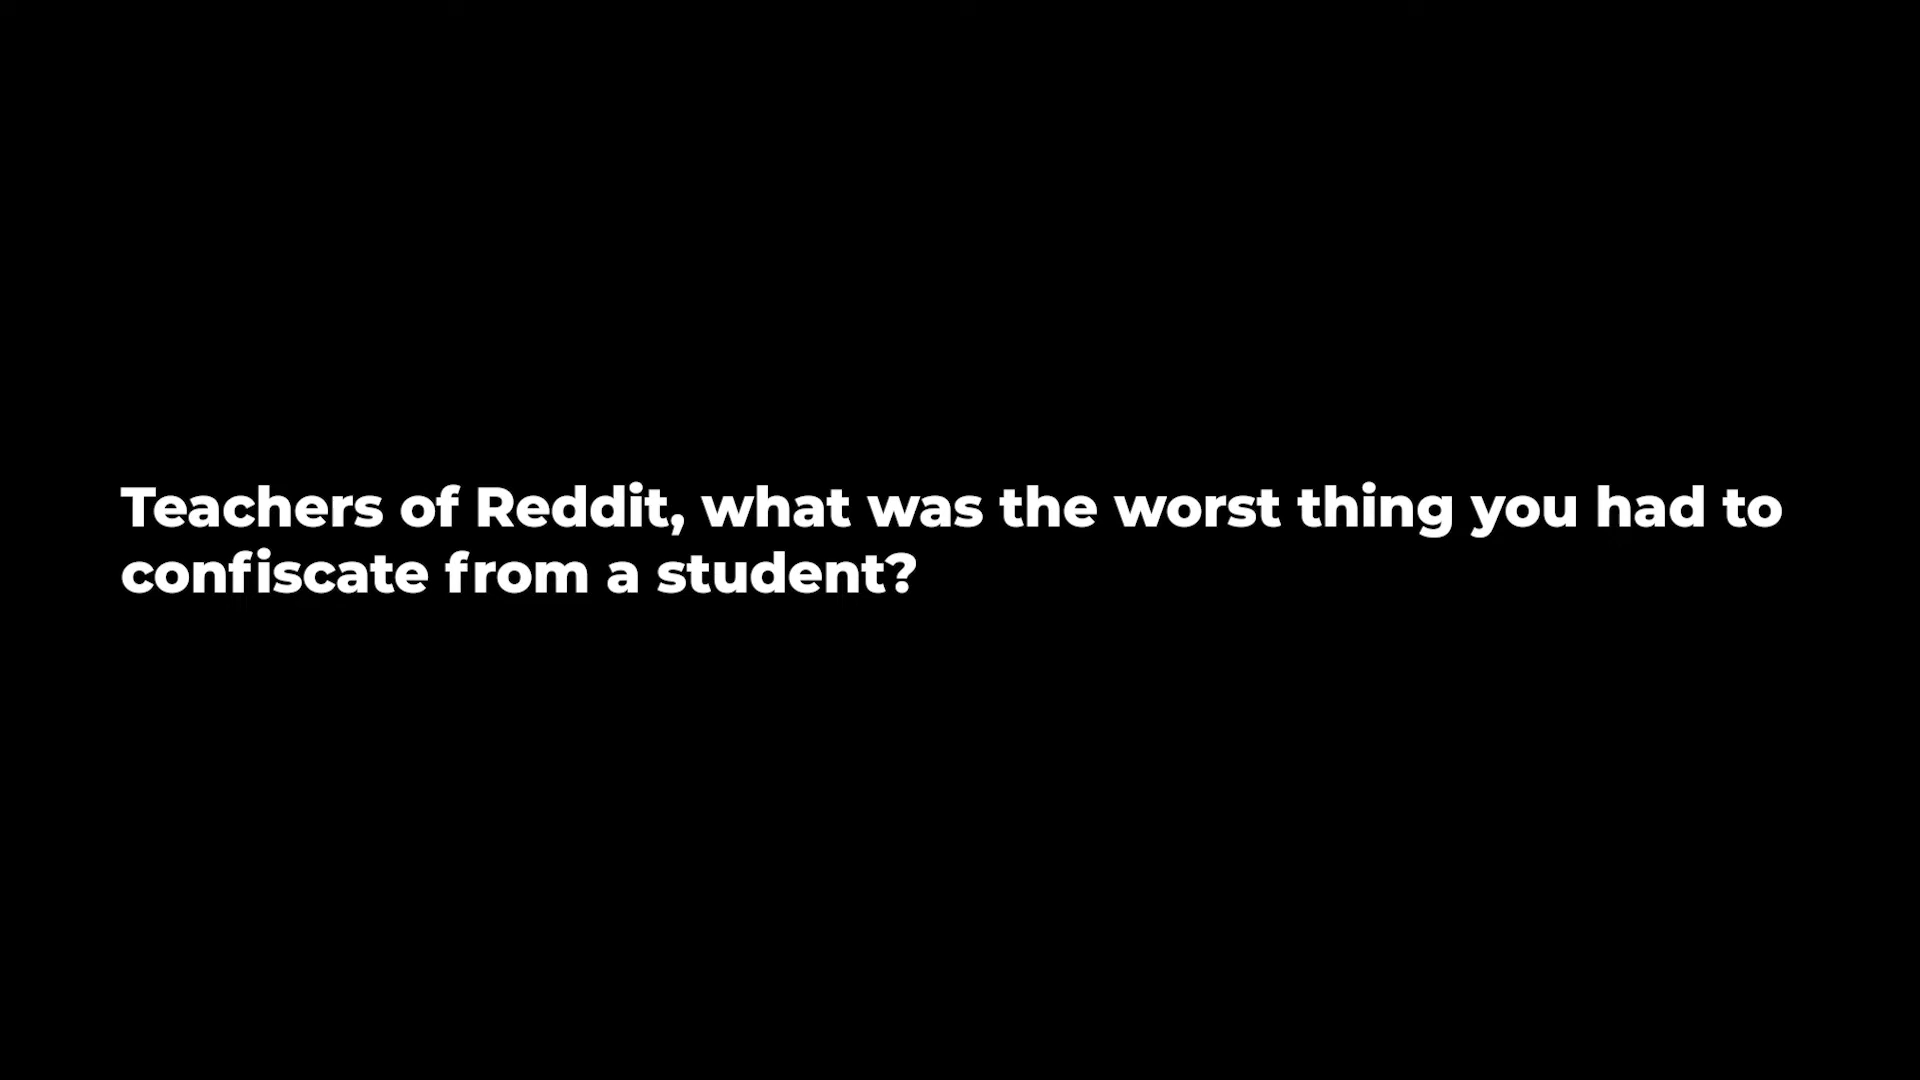 Teachers of Reddit, what was the worst thing you had to
confiscate from a student?